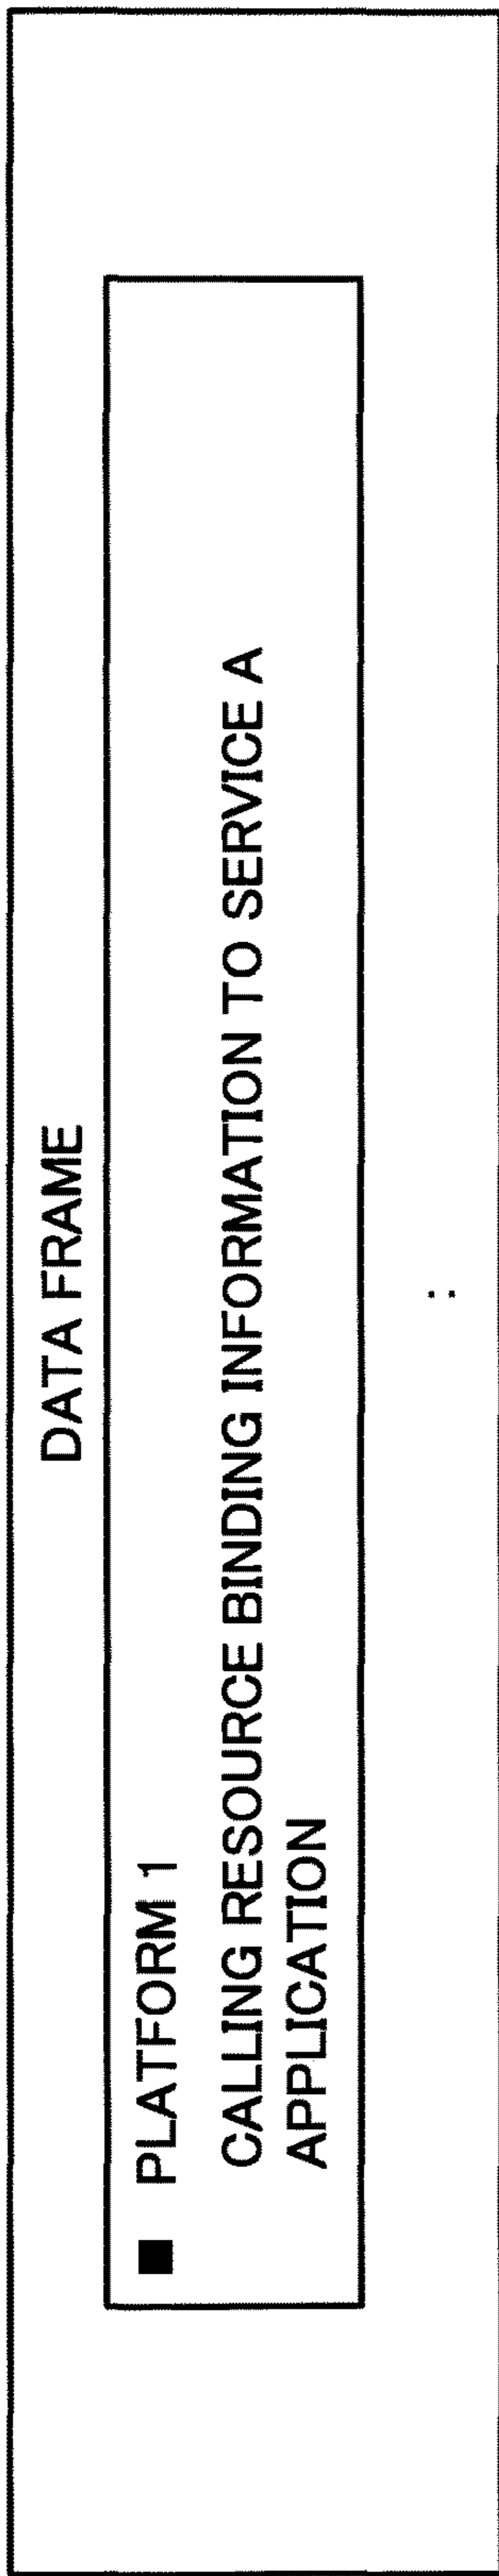 DATA FRAME
■ PLATFORM 1
CALLING RESOURCE BINDING INFORMATION TO SERVICE A
APPLICATION
: